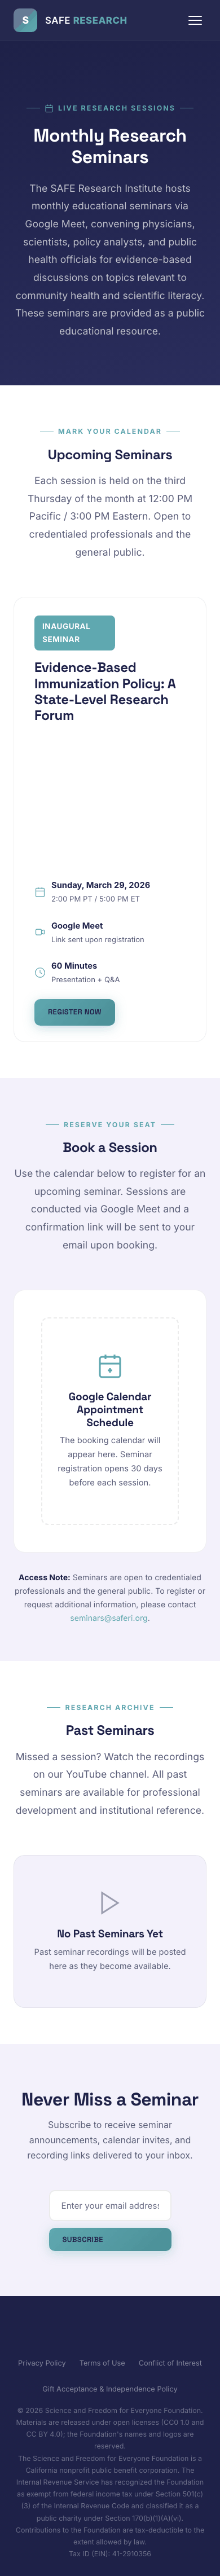 S SAFE RESEARCH
LIVE RESEARCH SESSIONS
Monthly Research
Seminars
The SAFE Research Institute hosts
monthly educational seminars via
Google Meet, convening physicians,
scientists, policy analysts, and public
health officials for evidence-based
discussions on topics relevant to
community health and scientific literacy.
These seminars are provided as a public
educational resource.
MARK YOUR CALENDAR
Upcoming Seminars
Each session is held on the third
Thursday of the month at 12:00 PM
Pacific / 3:00 PM Eastern. Open to
credentialed professionals and the
general public.
INAUGURAL
SEMINAR
Evidence-Based
Immunization Policy: A
State-Level Research
Forum
Sunday, March 29, 2026
2:00 PM PT / 5:00 PM ET
Google Meet
Link sent upon registration
60 Minutes
Presentation + Q&A
REGISTER NOW
RESERVE YOUR SEAT
Book a Session
Use the calendar below to register for an
upcoming seminar. Sessions are
conducted via Google Meet and a
confirmation link will be sent to your
email upon booking.
Google Calendar
Appointment
Schedule
The booking calendar will
appear here. Seminar
registration opens 30 days
before each session.
Access Note: Seminars are open to credentialed
professionals and the general public. To register or
request additional information, please contact
seminars@saferi.org.
RESEARCH ARCHIVE
Past Seminars
Missed a session? Watch the recordings
on our YouTube channel. All past
seminars are available for professional
development and institutional reference.
No Past Seminars Yet
Past seminar recordings will be posted
here as they become available.
Never Miss a Seminar
Subscribe to receive seminar
announcements, calendar invites, and
recording links delivered to your inbox.
Enter your email address
SUBSCRIBE
Privacy Policy Terms of Use Conflict of Interest
Gift Acceptance & Independence Policy
© 2026 Science and Freedom for Everyone Foundation.
Materials are released under open licenses (CC0 1.0 and
CC BY 4.0); the Foundation's names and logos are
reserved.
The Science and Freedom for Everyone Foundation is a
California nonprofit public benefit corporation. The
Internal Revenue Service has recognized the Foundation
as exempt from federal income tax under Section 501(c)
(3) of the Internal Revenue Code and classified it as a
public charity under Section 170(b)(1)(A)(vi).
Contributions to the Foundation are tax-deductible to the
extent allowed by law.
Tax ID (EIN): 41-2910356